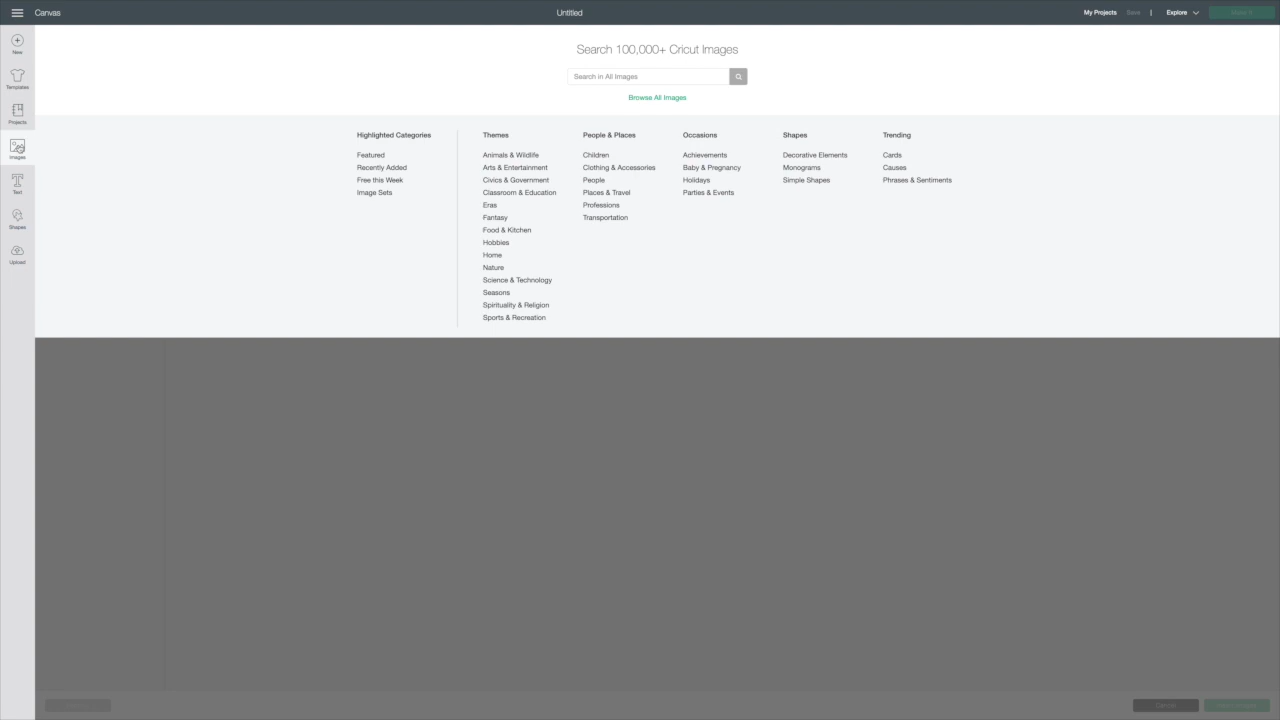 Canvas
Untitled
My Projects
Save
|
Explore
New
Templates
Projects
Images
Text
Shapes
Upload
Search 100,000+ Cricut Images
Search in All Images
Browse All Images
Highlighted Categories
Featured
Recently Added
Free this Week
Image Sets
Themes
Animals & Wildlife
Arts & Entertainment
Civics & Government
Classroom & Education
Eras
Fantasy
Food & Kitchen
Hobbies
Home
Nature
Science & Technology
Seasons
Spirituality & Religion
Sports & Recreation
People & Places
Children
Clothing & Accessories
People
Places & Travel
Professions
Transportation
Occasions
Achievements
Baby & Pregnancy
Holidays
Parties & Events
Shapes
Decorative Elements
Monograms
Simple Shapes
Trending
Cards
Causes
Phrases & Sentiments
Cancel